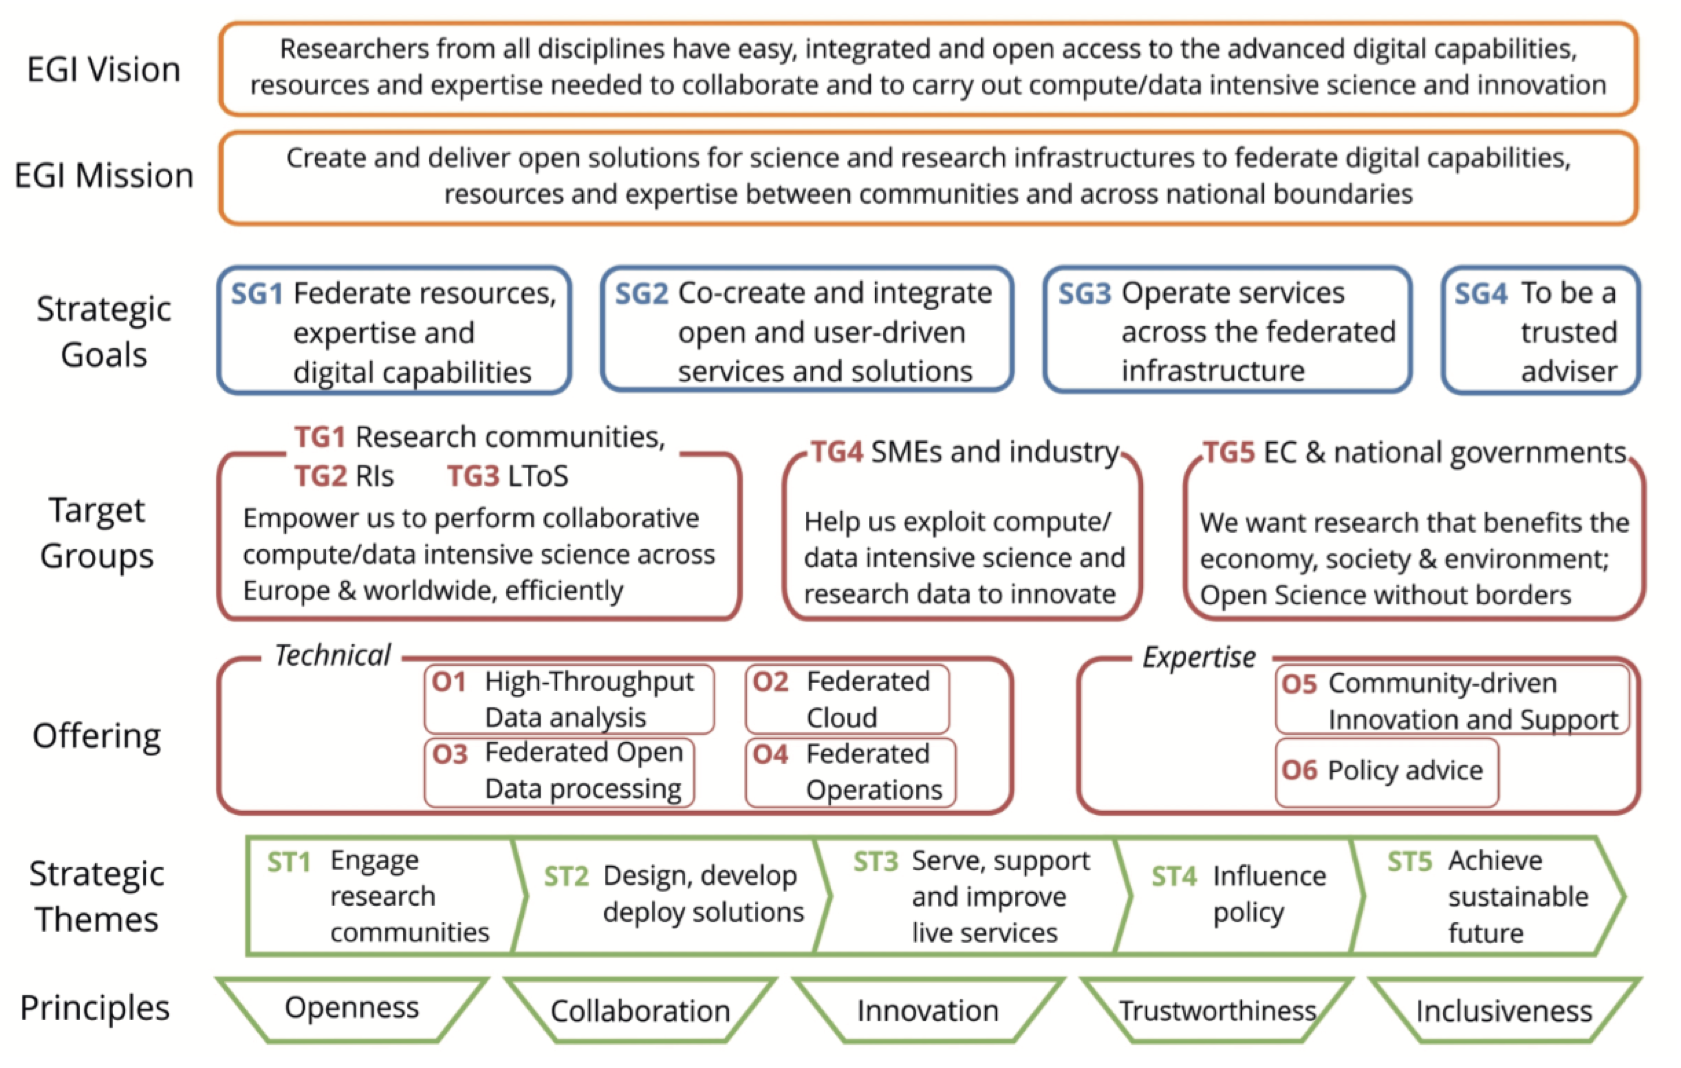 EGI Vision
Researchers from all disciplines have easy, integrated and open access to the advanced digital capabilities,
resources and expertise needed to collaborate and to carry out compute/data intensive science and innovation
EGI Mission
Create and deliver open solutions for science and research infrastructures to federate digital capabilities,
resources and expertise between communities and across national boundaries
Strategic
Goals
SG1 Federate resources,
expertise and
digital capabilities
SG2 Co-create and integrate
open and user-driven
services and solutions
SG3 Operate services
across the federated
infrastructure
SG4 To be a
trusted
adviser
Target
Groups
TG1 Research communities,
TG2 RIs TG3 LToS
Empower us to perform collaborative
compute/data intensive science across
Europe & worldwide, efficiently
TG4 SMEs and industry
Help us exploit compute/
data intensive science and
research data to innovate
TG5 EC & national governments
We want research that benefits the
economy, society & environment;
Open Science without borders
Offering
Technical
O1 High-Throughput
Data analysis
O2 Federated
Cloud
O3 Federated Open
Data processing
O4 Federated
Operations
Expertise
O5 Community-driven
Innovation and Support
O6 Policy advice
Strategic
Themes
ST1 Engage
research
communities
ST2 Design, develop
deploy solutions
ST3 Serve, support
and improve
live services
ST4 Influence
policy
ST5 Achieve
sustainable
future
Principles
Openness
Collaboration
Innovation
Trustworthiness
Inclusiveness